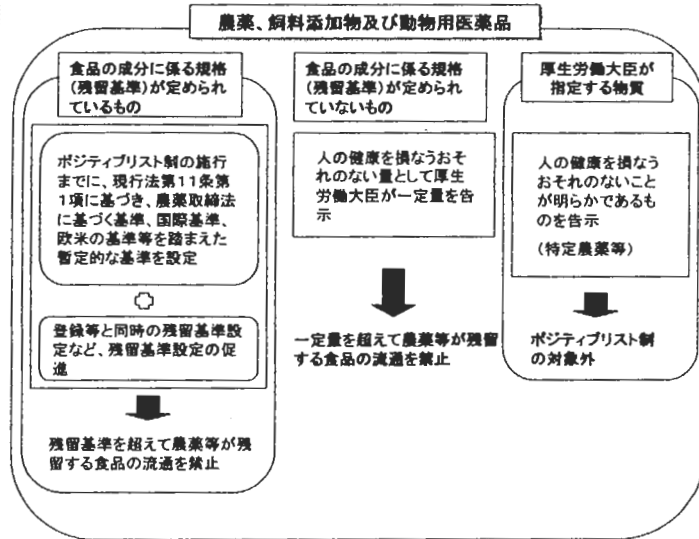 農薬、飼料添加物及び動物用医薬品
食品の成分に係る規格
(残留基準)が定められ
ているもの
ポジティブリスト制の施行
までに、現行法第11条第
1項に基づき、農薬取締法
に基づく基準、国際基準、
欧米の基準等を踏まえた
暫定的な基準を設定
登録等と同時の残留基準設
定など、残留基準設定の促
進
残留基準を超えて農薬等が残
留する食品の流通を禁止
食品の成分に係る規格
(残留基準)が定められ
ていないもの
人の健康を損なうおそ
れのない量として厚生
労働大臣が一定量を告
示
一定量を超えて農薬等が残留
する食品の流通を禁止
厚生労働大臣が
指定する物質
人の健康を損なう
おそれのないこと
が明らかであるも
のを告示
(特定農薬等)
ポジティブリスト制
の対象外